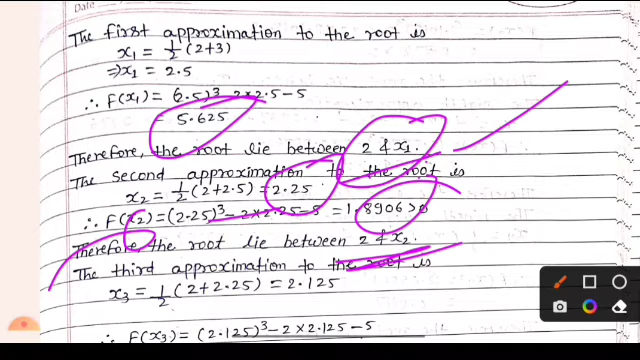 Date
The first approximation to the root is
x₁ = 1/2 (2+3)
⇒x₁ = 2.5
∴ F(x₁) = (2.5)³ - 2×2.5 - 5
= 5.625
Therefore, the root lie between 2 & x₁.
The second approximation to the root is
x₂ = 1/2 (2+2.5) = 2.25
∴ F(x₂) = (2.25)³ - 2×2.25 - 5 = 1.8906 > 0
Therefore the root lie between 2 & x₂.
The third approximation to the root is
x₃ = 1/2 (2+2.25) = 2.125
∴ F(x₃) = (2.125)³ - 2×2.125 - 5